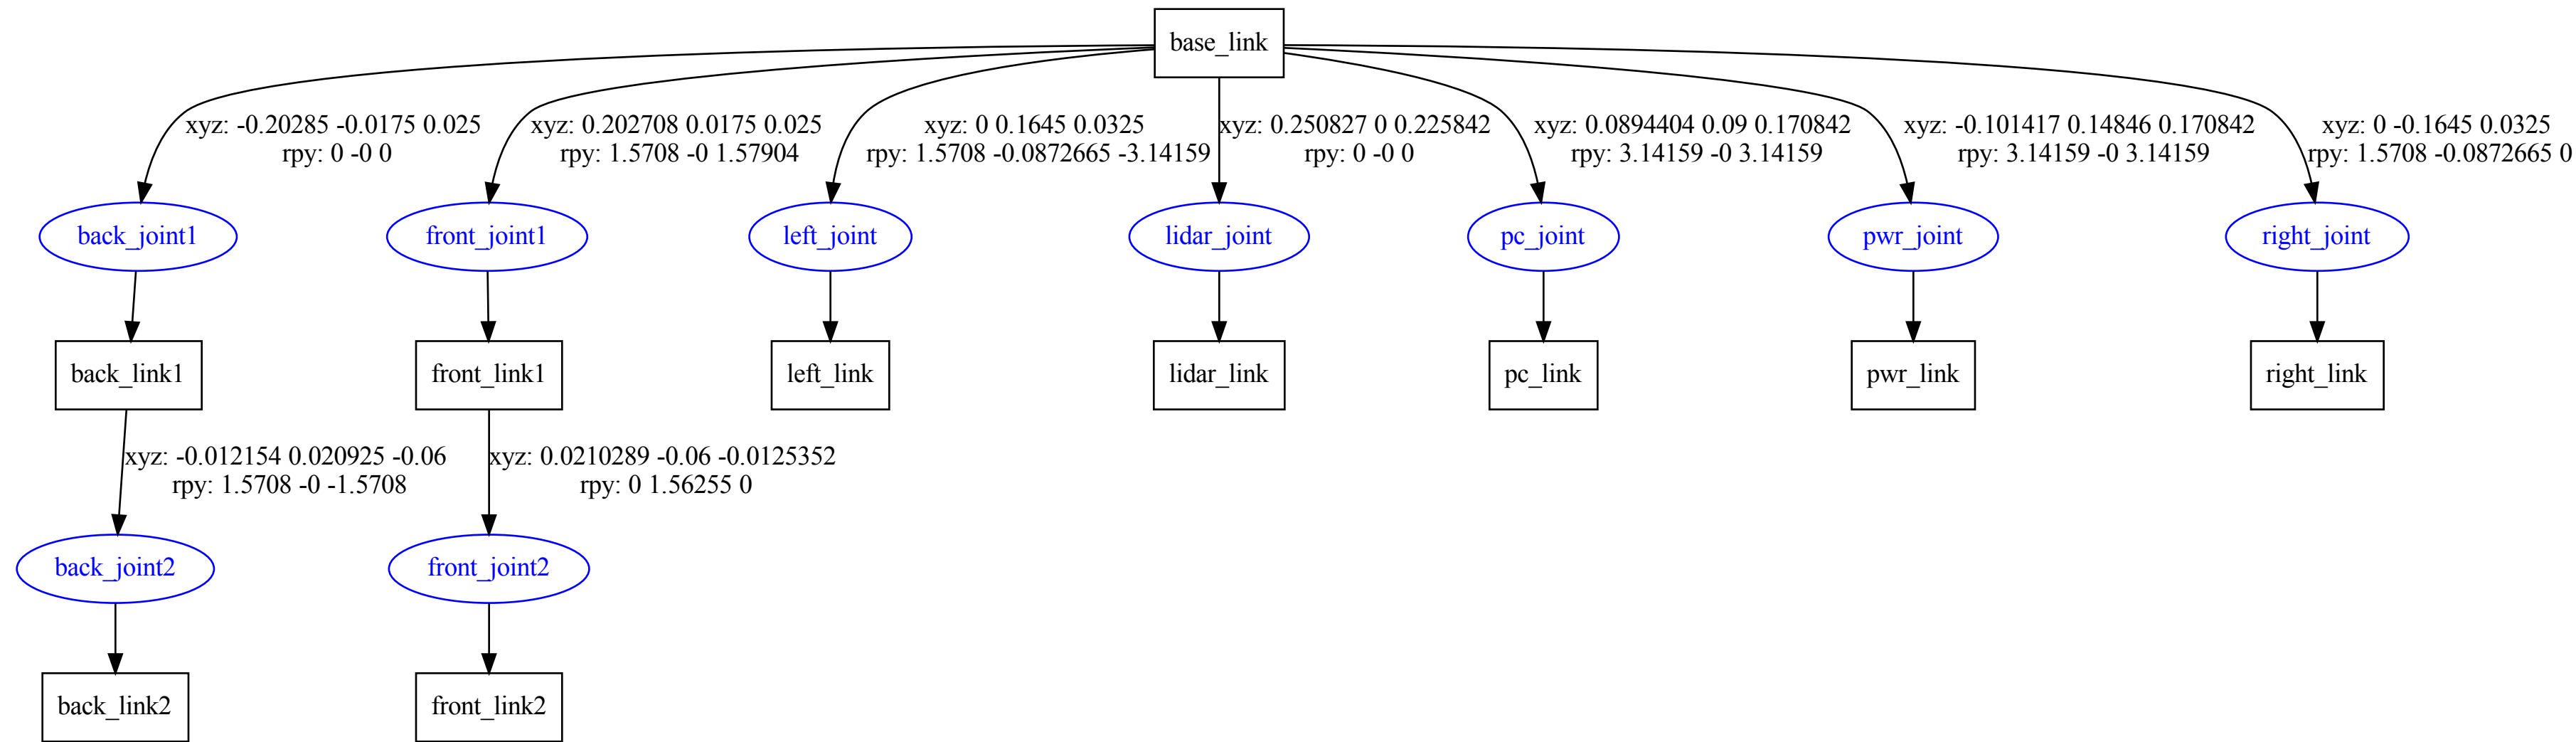 base_link
xyz: -0.20285 -0.0175 0.025
rpy: 0 -0 0
xyz: 0.202708 0.0175 0.025
rpy: 1.5708 -0 1.57904
xyz: 0 0.1645 0.0325
rpy: 1.5708 -0.0872665 -3.14159
xyz: 0.250827 0 0.225842
rpy: 0 -0 0
xyz: 0.0894404 0.09 0.170842
rpy: 3.14159 -0 3.14159
xyz: -0.101417 0.14846 0.170842
rpy: 3.14159 -0 3.14159
xyz: 0 -0.1645 0.0325
rpy: 1.5708 -0.0872665 0
back_joint1
front_joint1
left_joint
lidar_joint
pc_joint
pwr_joint
right_joint
back_link1
front_link1
left_link
lidar_link
pc_link
pwr_link
right_link
xyz: -0.012154 0.020925 -0.06
rpy: 1.5708 -0 -1.5708
xyz: 0.0210289 -0.06 -0.0125352
rpy: 0 1.56255 0
back_joint2
front_joint2
back_link2
front_link2